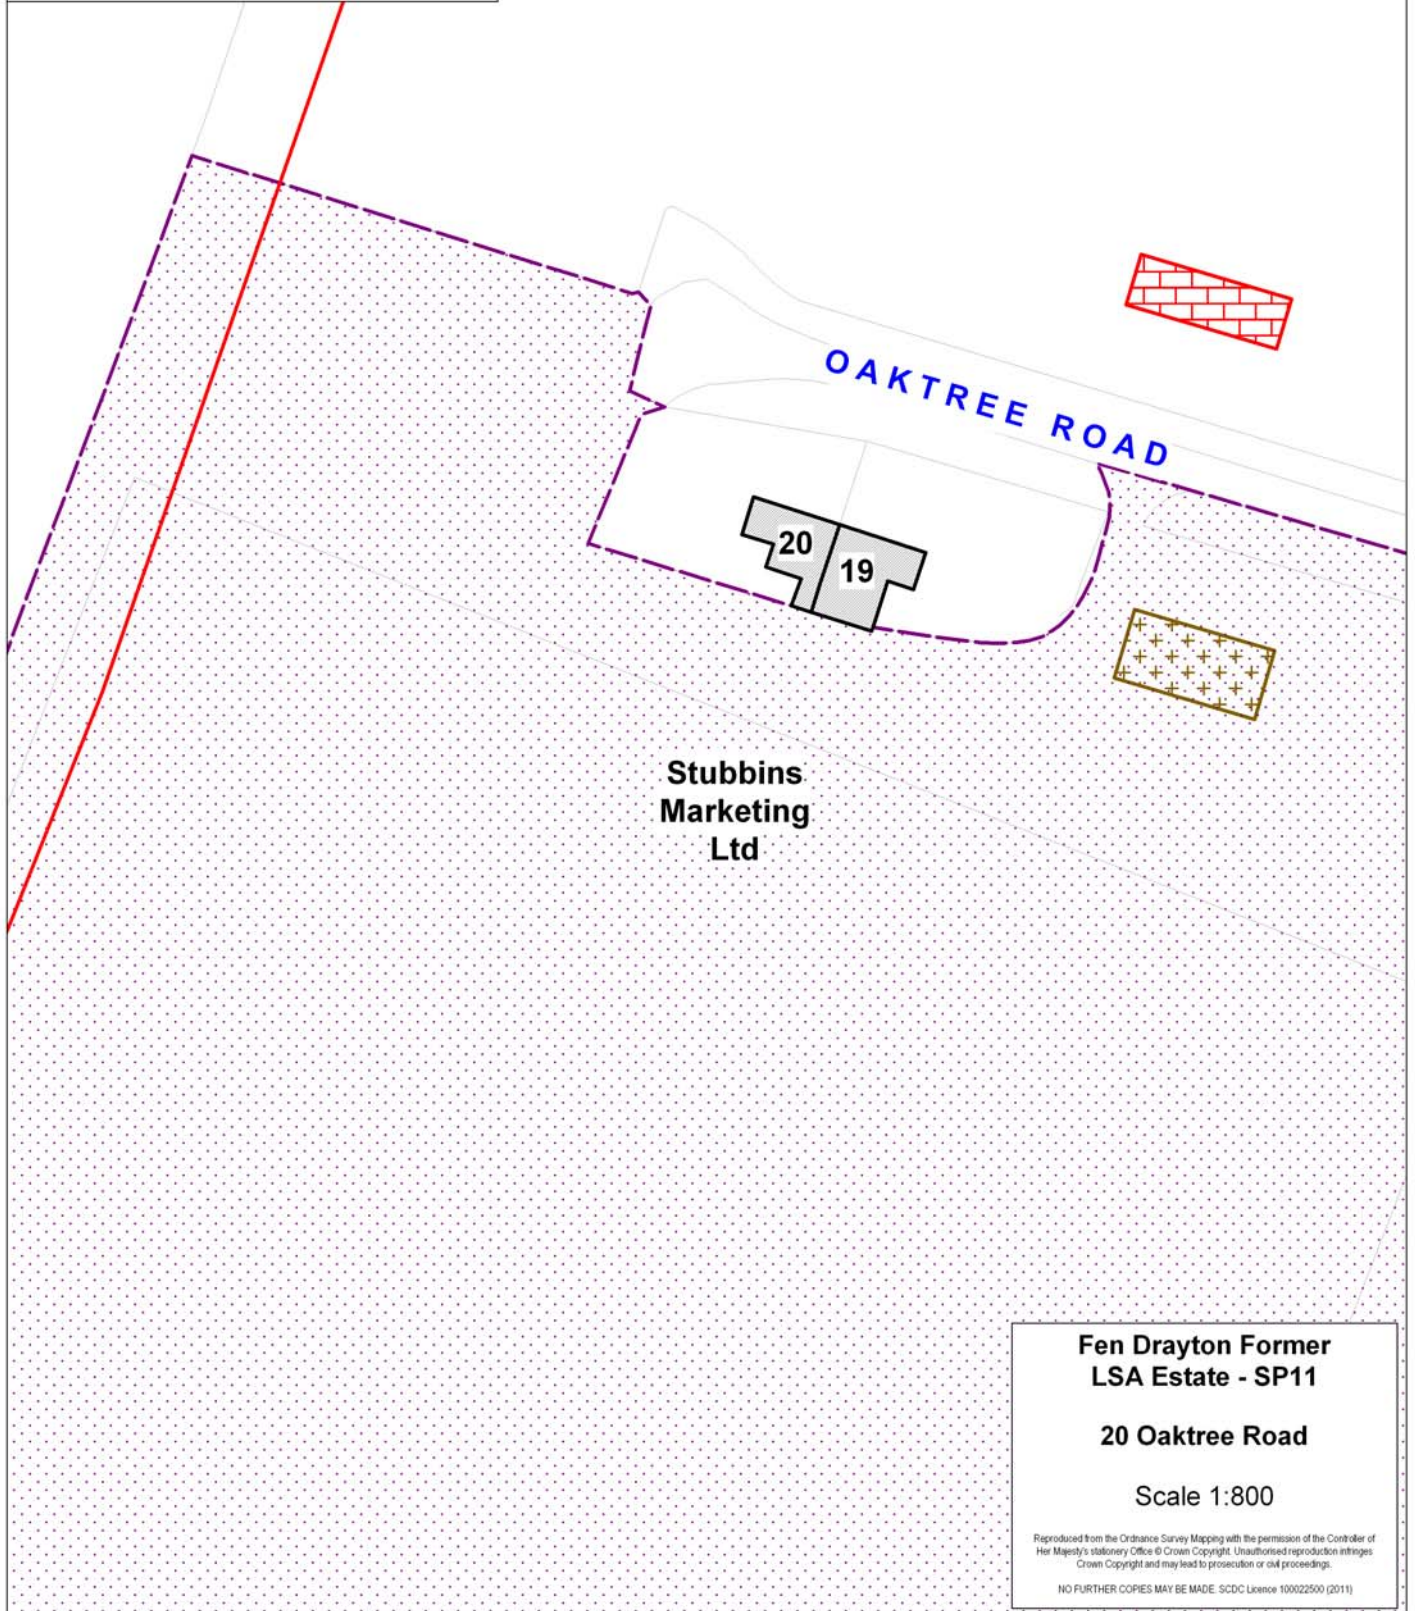 OAKTREE ROAD
20
19
Stubbins
Marketing
Ltd
Fen Drayton Former
LSA Estate - SP11
20 Oaktree Road
Scale 1:800
Reproduced from the Ordnance Survey Mapping with the permission of the Controller of
Her Majesty's stationery Office © Crown Copyright. Unauthorised reproduction infringes
Crown Copyright and may lead to prosecution or civil proceedings.
NO FURTHER COPIES MAY BE MADE. SCDC Licence 100022500 (2011)